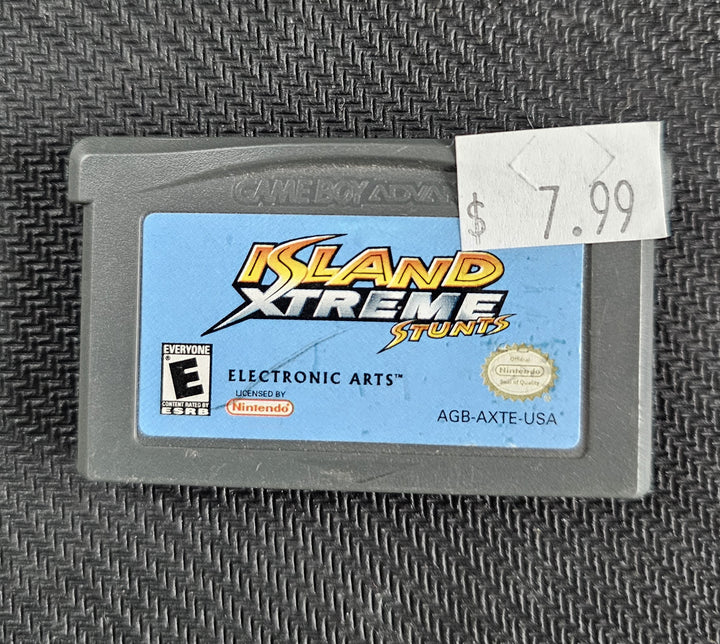 GAME BOY ADVAN
$ 7.99
ISLAND
XTREME
STUNTS
EVERYONE
E
CONTENT RATED BY
ESRB
ELECTRONIC ARTS™
LICENSED BY
Nintendo
Official
Nintendo
Seal of Quality
AGB-AXTE-USA